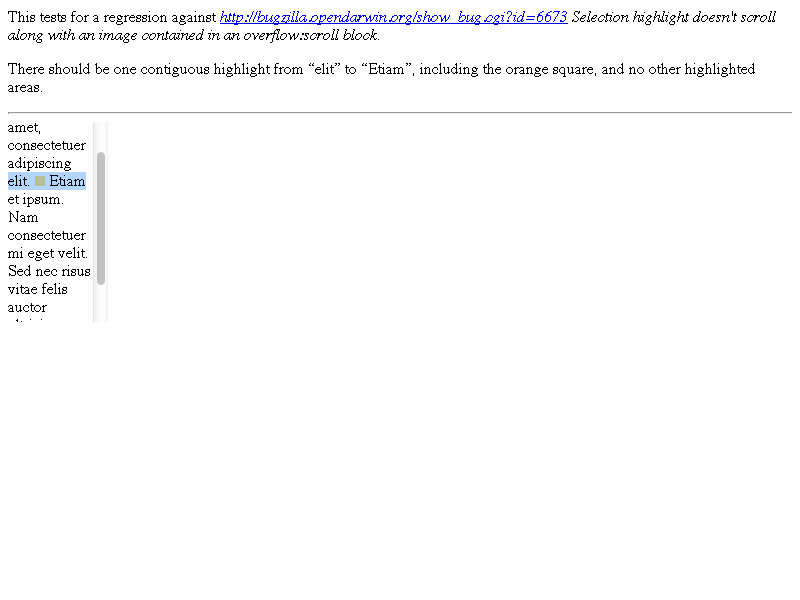 This tests for a regression against http://bugzilla.opendarwin.org/show_bug.cgi?id=6673 Selection highlight doesn't scroll
along with an image contained in an overflow:scroll block.
There should be one contiguous highlight from “elit” to “Etiam”, including the orange square, and no other highlighted
areas.
amet,
consectetuer
adipiscing
elit. Etiam
et ipsum.
Nam
consectetuer
mi eget velit.
Sed nec risus
vitae felis
auctor